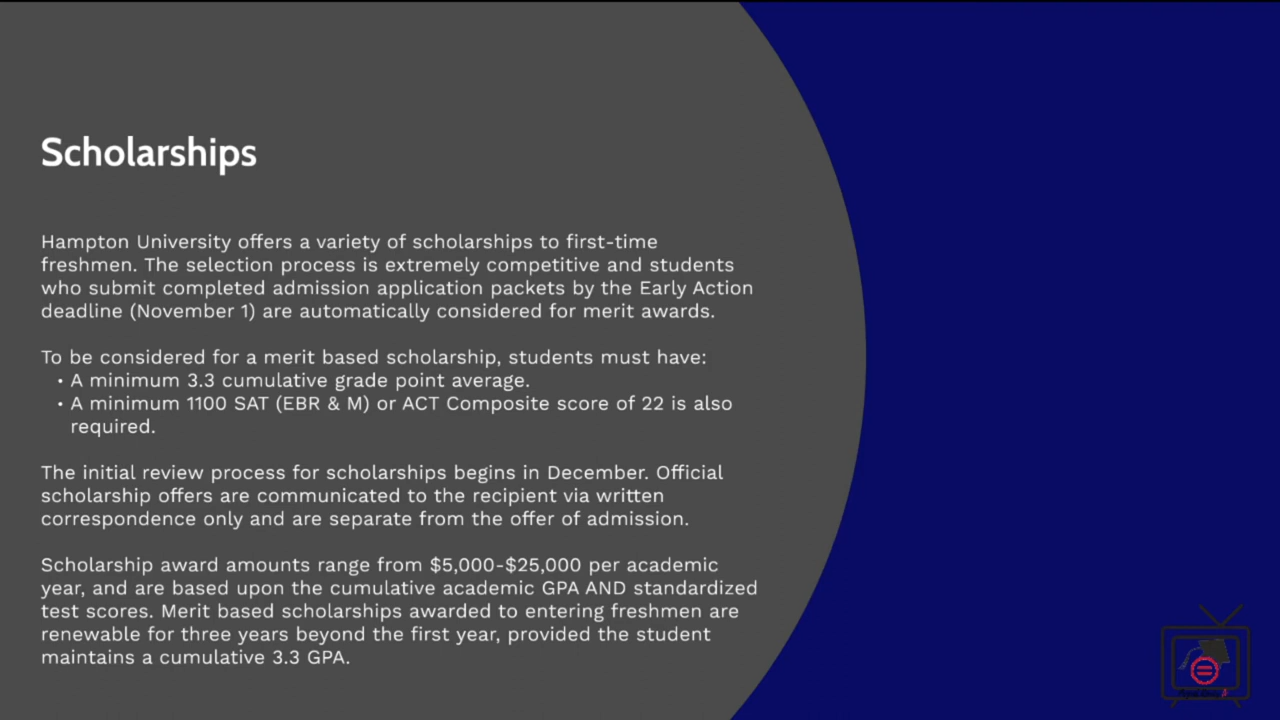 Scholarships
Hampton University offers a variety of scholarships to first-time
freshmen. The selection process is extremely competitive and students
who submit completed admission application packets by the Early Action
deadline (November 1) are automatically considered for merit awards.
To be considered for a merit based scholarship, students must have:
• A minimum 3.3 cumulative grade point average.
• A minimum 1100 SAT (EBR & M) or ACT Composite score of 22 is also
required.
The initial review process for scholarships begins in December. Official
scholarship offers are communicated to the recipient via written
correspondence only and are separate from the offer of admission.
Scholarship award amounts range from $5,000-$25,000 per academic
year, and are based upon the cumulative academic GPA AND standardized
test scores. Merit based scholarships awarded to entering freshmen are
renewable for three years beyond the first year, provided the student
maintains a cumulative 3.3 GPA.